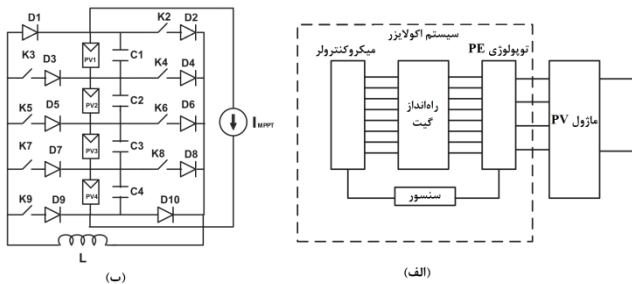 D1
K2
D2
PV1
C1
K3
D3
K4
D4
PV2
C2
K5
D5
K6
D6
I MPPT
PV3
C3
K7
D7
K8
D8
PV4
C4
K9
D9
D10
L
(ب)
سیستم اکولایزر
میکروکنترولر
توپولوژی PE
راه‌انداز
گیت
ماژول PV
سنسور
(الف)